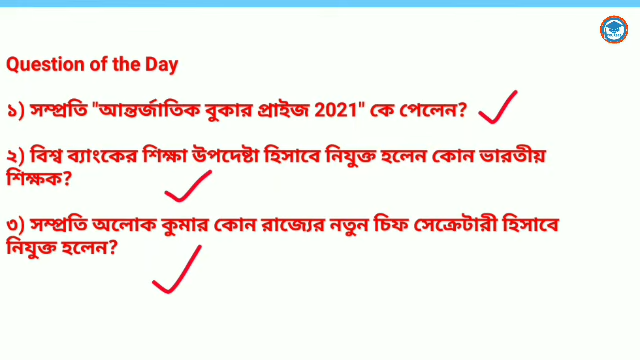 Question of the Day
১) সম্প্রতি "আন্তর্জাতিক বুকার প্রাইজ 2021" কে পেলেন?
২) বিশ্ব ব্যাংকের শিক্ষা উপদেষ্টা হিসাবে নিযুক্ত হলেন কোন ভারতীয়
শিক্ষক?
৩) সম্প্রতি অলোক কুমার কোন রাজ্যের নতুন চিফ সেক্রেটারী হিসাবে
নিযুক্ত হলেন?